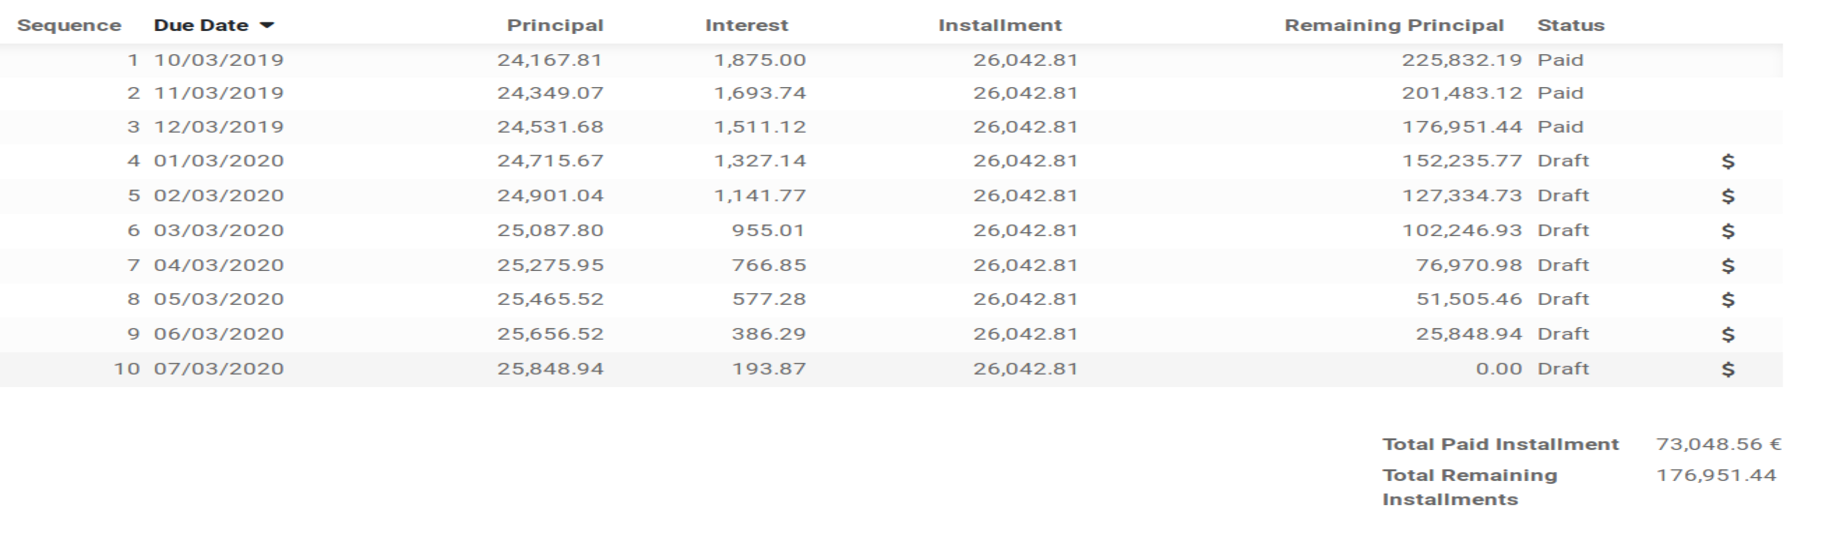 Sequence Due Date Principal Interest Installment Remaining Principal Status
1 10/03/2019 24,167.81 1,875.00 26,042.81 225,832.19 Paid
2 11/03/2019 24,349.07 1,693.74 26,042.81 201,483.12 Paid
3 12/03/2019 24,531.68 1,511.12 26,042.81 176,951.44 Paid
4 01/03/2020 24,715.67 1,327.14 26,042.81 152,235.77 Draft $
5 02/03/2020 24,901.04 1,141.77 26,042.81 127,334.73 Draft $
6 03/03/2020 25,087.80 955.01 26,042.81 102,246.93 Draft $
7 04/03/2020 25,275.95 766.85 26,042.81 76,970.98 Draft $
8 05/03/2020 25,465.52 577.28 26,042.81 51,505.46 Draft $
9 06/03/2020 25,656.52 386.29 26,042.81 25,848.94 Draft $
10 07/03/2020 25,848.94 193.87 26,042.81 0.00 Draft $
Total Paid Installment 73,048.56 €
Total Remaining 176,951.44
Installments